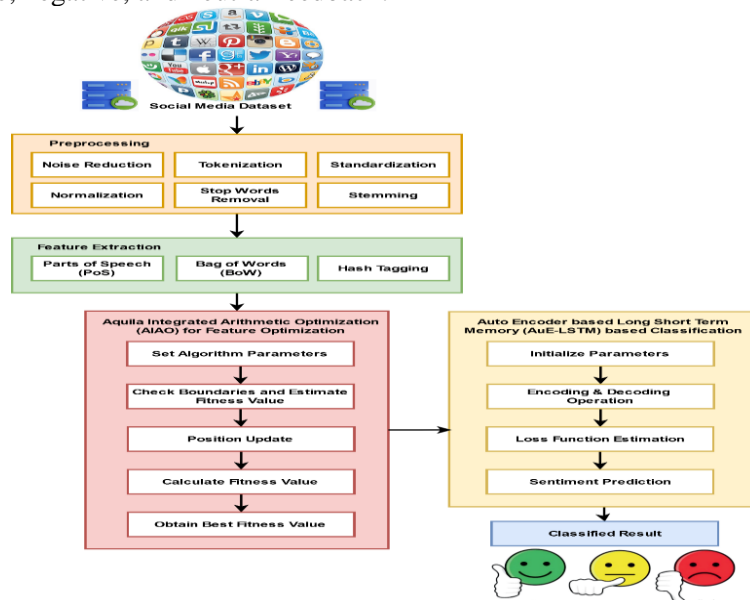 Social Media Dataset
Preprocessing
Noise Reduction
Tokenization
Standardization
Normalization
Stop Words
Removal
Stemming
Feature Extraction
Parts of Speech
(PoS)
Bag of Words
(BoW)
Hash Tagging
Aquila Integrated Arithmetic Optimization
(AIAO) for Feature Optimization
Set Algorithm Parameters
Check Boundaries and Estimate
Fitness Value
Position Update
Calculate Fitness Value
Obtain Best Fitness Value
Auto Encoder based Long Short Term
Memory (AuE-LSTM) based Classification
Initialize Parameters
Encoding & Decoding
Operation
Loss Function Estimation
Sentiment Prediction
Classified Result